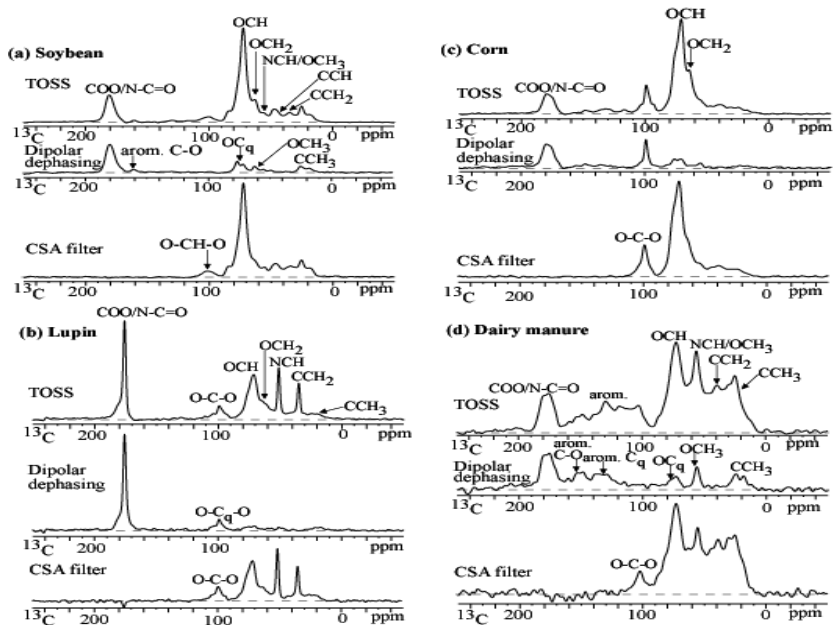 (a) Soybean
TOSS
COO/N-C=O
OCH
OCH2
NCH/OCH3
CCH
CCH2
13C 200 100 0 ppm
Dipolar
dephasing
arom. C-O
OCq
OCH3
CCH3
13C 200 100 0 ppm
CSA filter
O-CH-O
13C 200 100 0 ppm
(b) Lupin
COO/N-C=O
TOSS
O-C-O
OCH
OCH2
NCH
CCH2
CCH3
13C 200 100 0 ppm
Dipolar
dephasing
O-Cq-O
13C 200 100 0 ppm
CSA filter
O-C-O
13C 200 100 0 ppm
(c) Corn
TOSS
COO/N-C=O
OCH
OCH2
13C 200 100 0 ppm
Dipolar
dephasing
13C 200 100 0 ppm
CSA filter
O-C-O
13C 200 100 0 ppm
(d) Dairy manure
TOSS
COO/N-C=O
arom.
OCH
NCH/OCH3
CCH2
CCH3
13C 200 100 0 ppm
Dipolar
dephasing
arom.
C-O
arom. Cq
OCq
OCH3
CCH3
13C 200 100 0 ppm
CSA filter
O-C-O
13C 200 100 0 ppm